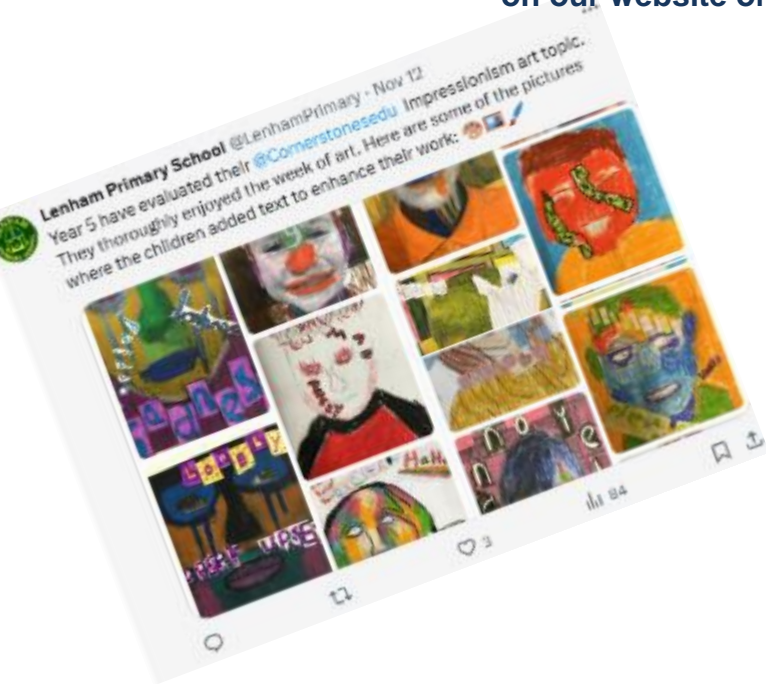 on our website or
Lenham Primary School @LenhamPrimary · Nov 12
Year 5 have evaluated their @Cornerstonesedu Impressionism art topic.
They thoroughly enjoyed the week of art. Here are some of the pictures
where the children added text to enhance their work:
LONELY
HaHa
3
84